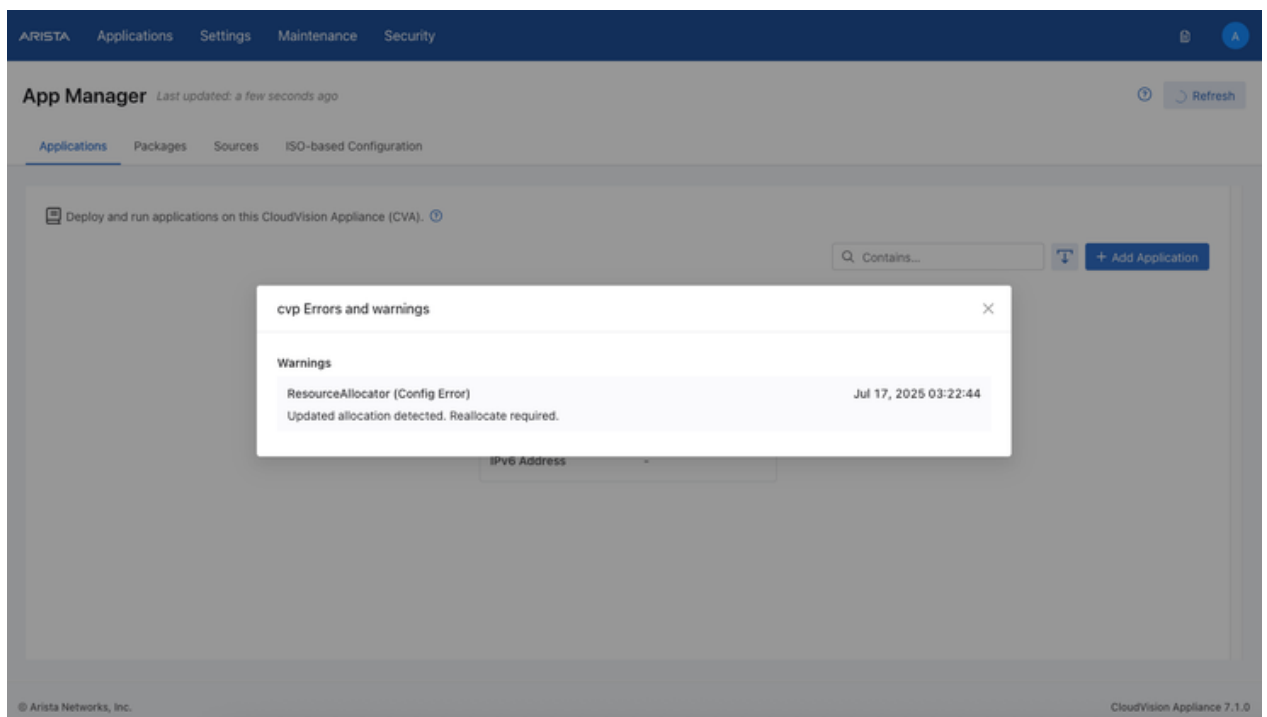 ARISTA Applications Settings Maintenance Security A
App Manager Last updated: a few seconds ago Refresh
Applications Packages Sources ISO-based Configuration
Deploy and run applications on this CloudVision Appliance (CVA).
Contains... + Add Application
cvp Errors and warnings
Warnings
ResourceAllocator (Config Error) Jul 17, 2025 03:22:44
Updated allocation detected. Reallocate required.
IPv6 Address -
© Arista Networks, Inc. CloudVision Appliance 7.1.0